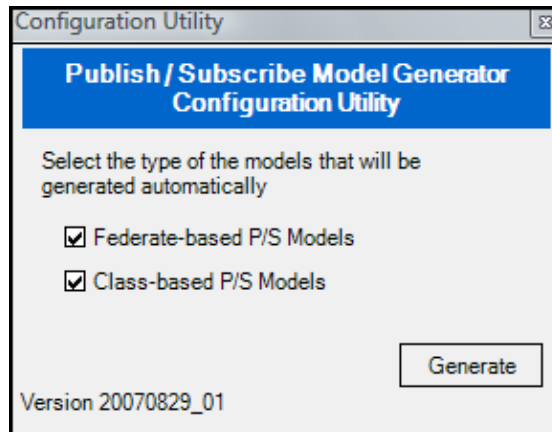 Configuration Utility
Publish / Subscribe Model Generator
Configuration Utility
Select the type of the models that will be
generated automatically
Federate-based P/S Models
Class-based P/S Models
Generate
Version 20070829_01